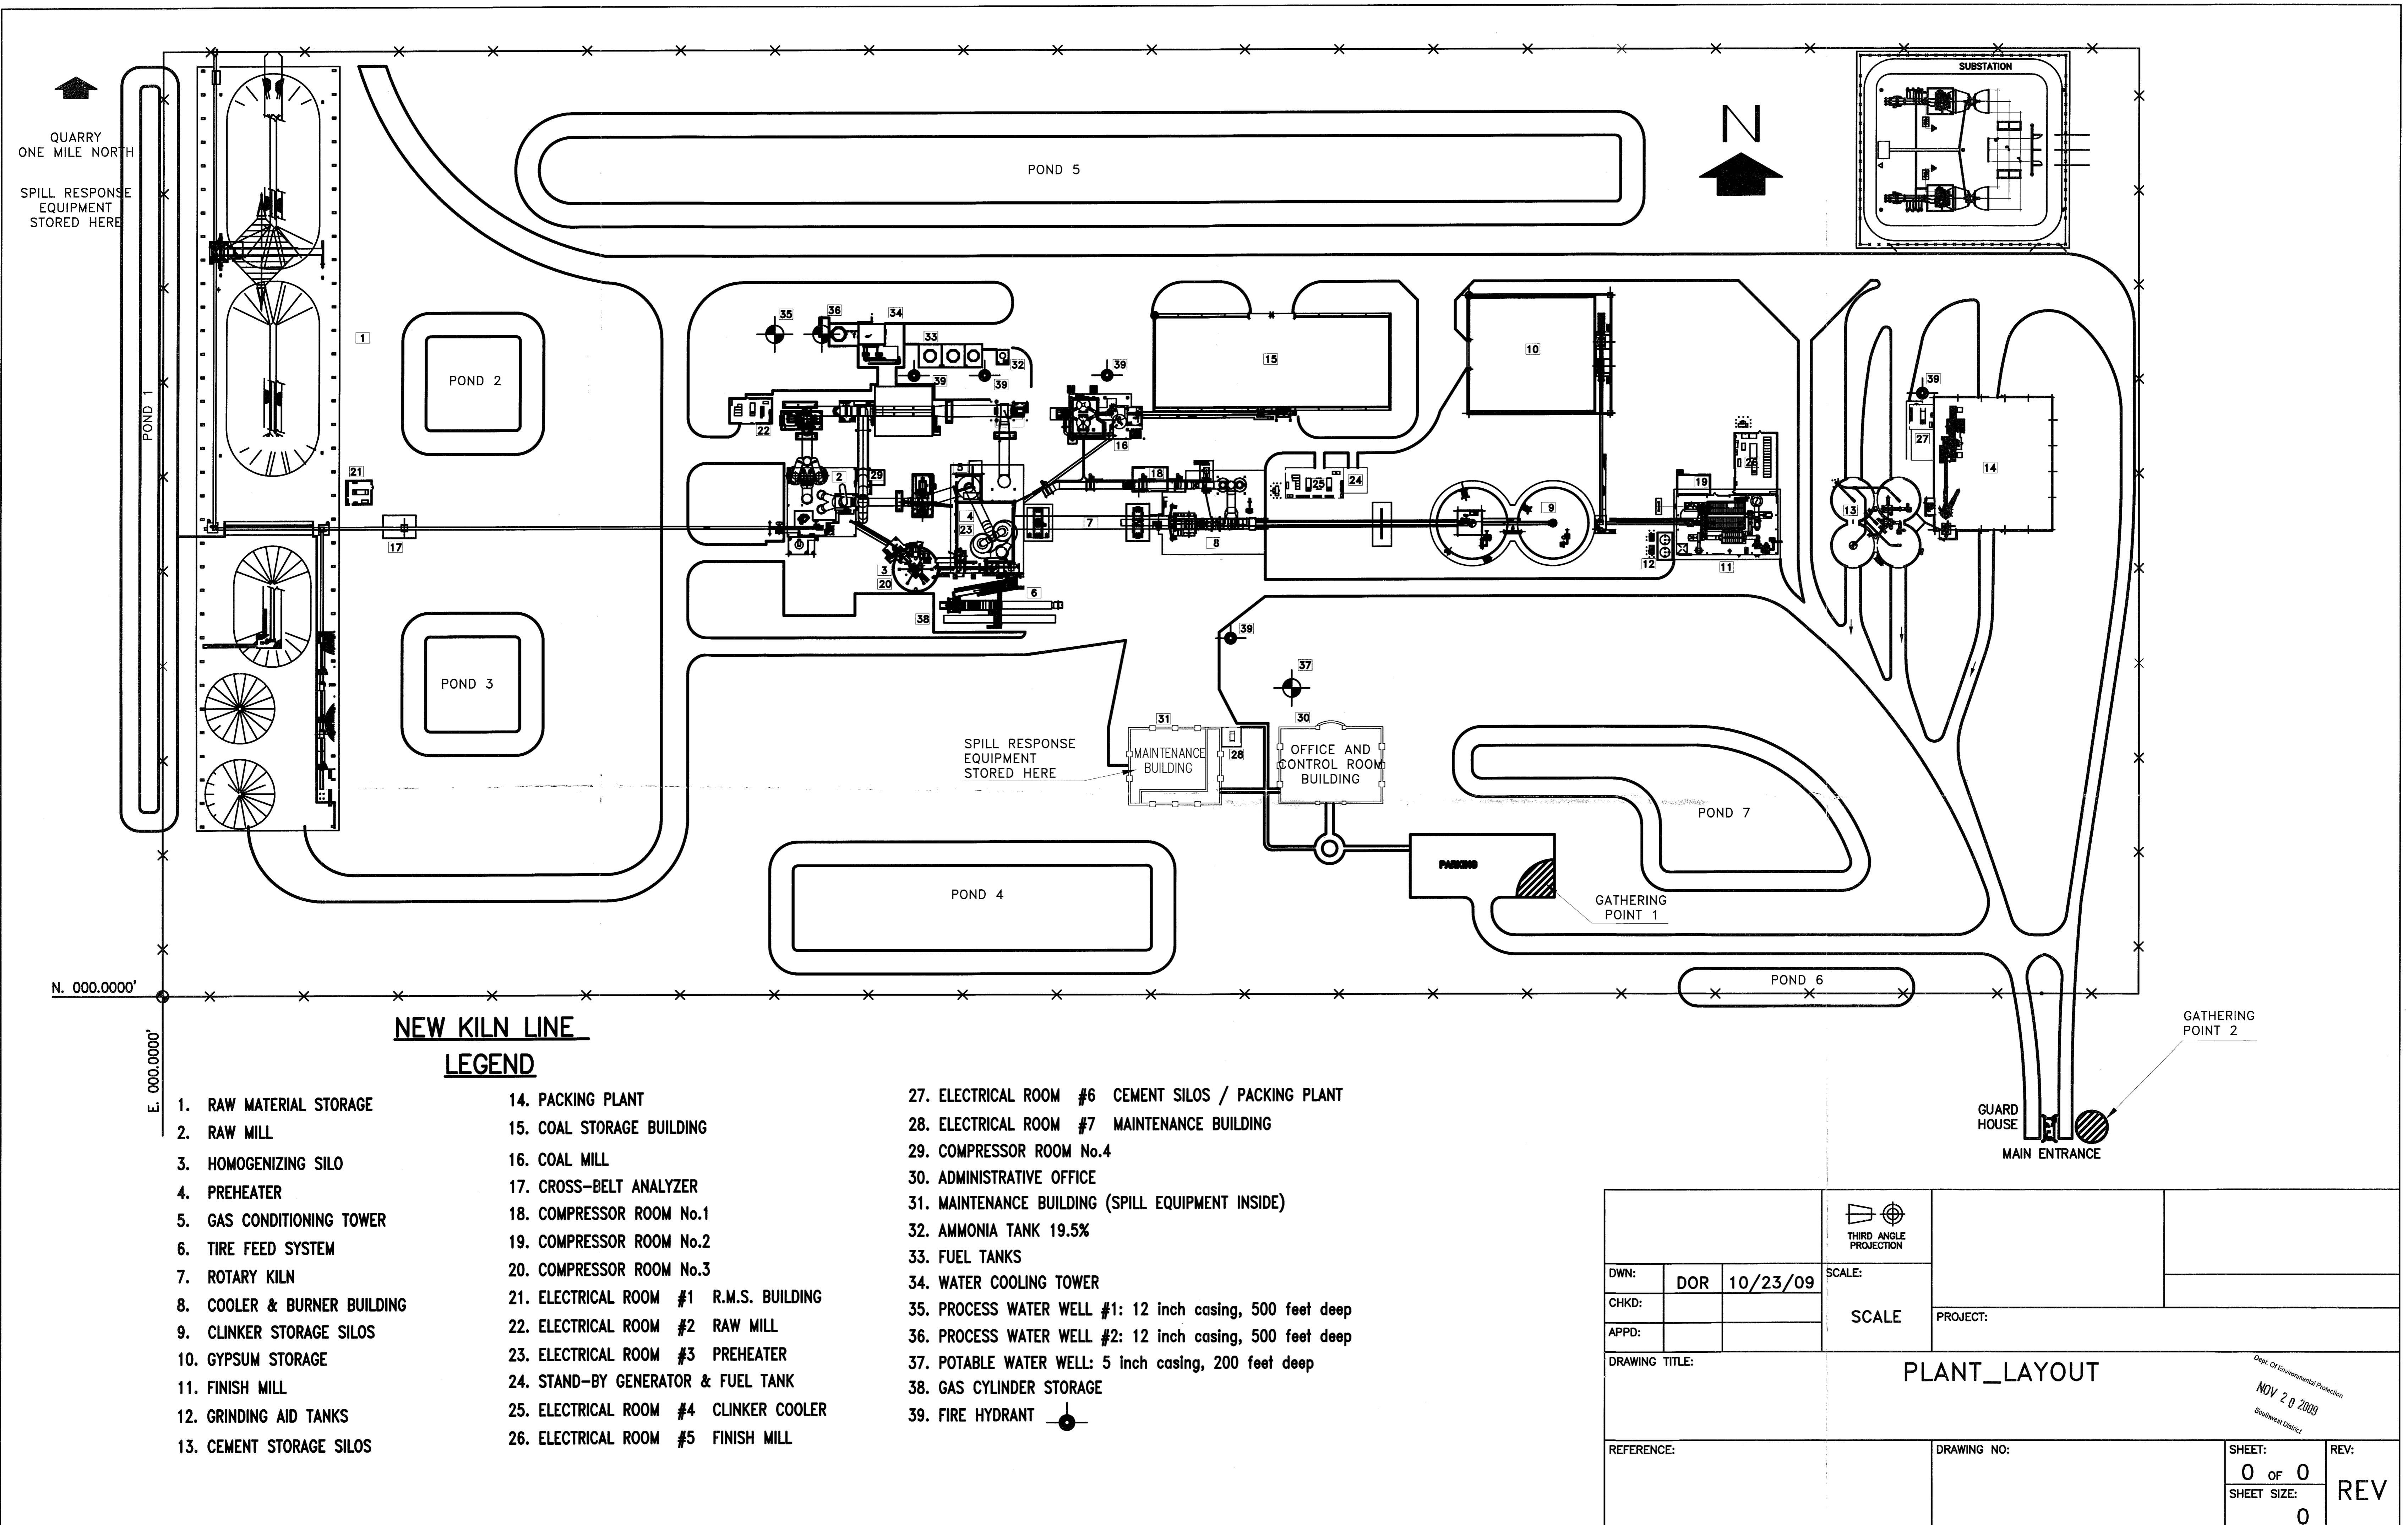 SUBSTATION
QUARRY
ONE MILE NORTH
SPILL RESPONSE
EQUIPMENT
STORED HERE
N
POND 5
POND 1
1
POND 2
35
36
34
33
32
39
39
39
15
10
39
27
14
22
16
21
2
29
5
18
25
24
9
19
26
13
17
4
23
7
8
12
11
3
20
6
38
39
37
POND 3
31
28
30
SPILL RESPONSE
EQUIPMENT
STORED HERE
MAINTENANCE
BUILDING
OFFICE AND
CONTROL ROOM
BUILDING
POND 7
PARKING
GATHERING
POINT 1
POND 4
POND 6
N. 000.0000'
E. 000.0000'
GATHERING
POINT 2
GUARD
HOUSE
MAIN ENTRANCE
NEW KILN LINE
LEGEND
1. RAW MATERIAL STORAGE
2. RAW MILL
3. HOMOGENIZING SILO
4. PREHEATER
5. GAS CONDITIONING TOWER
6. TIRE FEED SYSTEM
7. ROTARY KILN
8. COOLER & BURNER BUILDING
9. CLINKER STORAGE SILOS
10. GYPSUM STORAGE
11. FINISH MILL
12. GRINDING AID TANKS
13. CEMENT STORAGE SILOS
14. PACKING PLANT
15. COAL STORAGE BUILDING
16. COAL MILL
17. CROSS-BELT ANALYZER
18. COMPRESSOR ROOM No.1
19. COMPRESSOR ROOM No.2
20. COMPRESSOR ROOM No.3
21. ELECTRICAL ROOM #1 R.M.S. BUILDING
22. ELECTRICAL ROOM #2 RAW MILL
23. ELECTRICAL ROOM #3 PREHEATER
24. STAND-BY GENERATOR & FUEL TANK
25. ELECTRICAL ROOM #4 CLINKER COOLER
26. ELECTRICAL ROOM #5 FINISH MILL
27. ELECTRICAL ROOM #6 CEMENT SILOS / PACKING PLANT
28. ELECTRICAL ROOM #7 MAINTENANCE BUILDING
29. COMPRESSOR ROOM No.4
30. ADMINISTRATIVE OFFICE
31. MAINTENANCE BUILDING (SPILL EQUIPMENT INSIDE)
32. AMMONIA TANK 19.5%
33. FUEL TANKS
34. WATER COOLING TOWER
35. PROCESS WATER WELL #1: 12 inch casing, 500 feet deep
36. PROCESS WATER WELL #2: 12 inch casing, 500 feet deep
37. POTABLE WATER WELL: 5 inch casing, 200 feet deep
38. GAS CYLINDER STORAGE
39. FIRE HYDRANT
THIRD ANGLE
PROJECTION
DWN: DOR 10/23/09
CHKD:
APPD:
SCALE:
SCALE
PROJECT:
DRAWING TITLE:
PLANT_LAYOUT
Dept. Of Environmental Protection
NOV 20 2009
Southwest District
REFERENCE:
DRAWING NO:
SHEET:
0 OF 0
SHEET SIZE:
0
REV:
REV